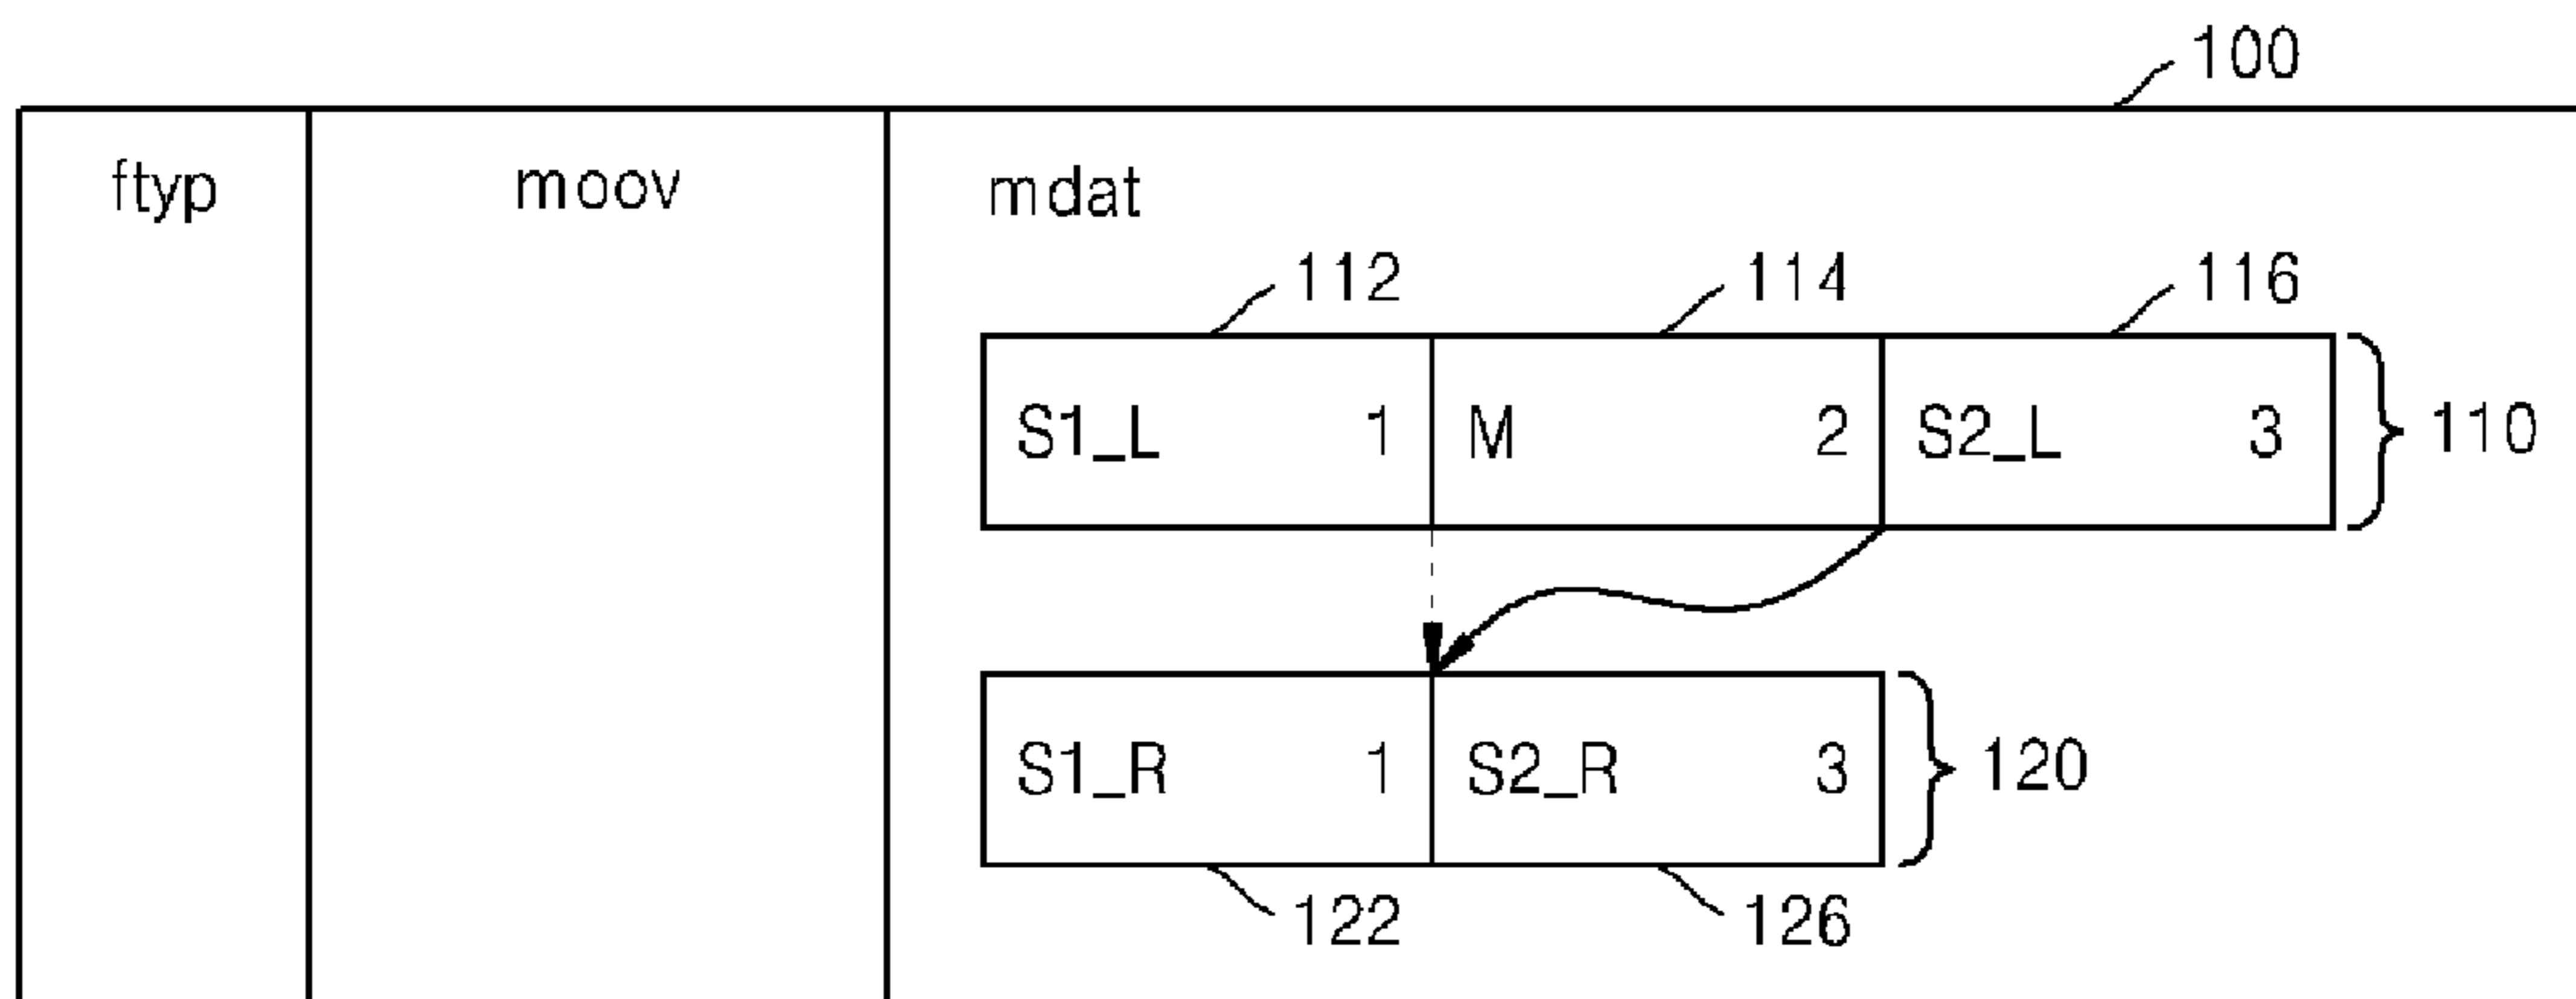 100
ftyp moov mdat
112 114 116
S1_L 1 M 2 S2_L 3 110
S1_R 1 S2_R 3 120
122 126